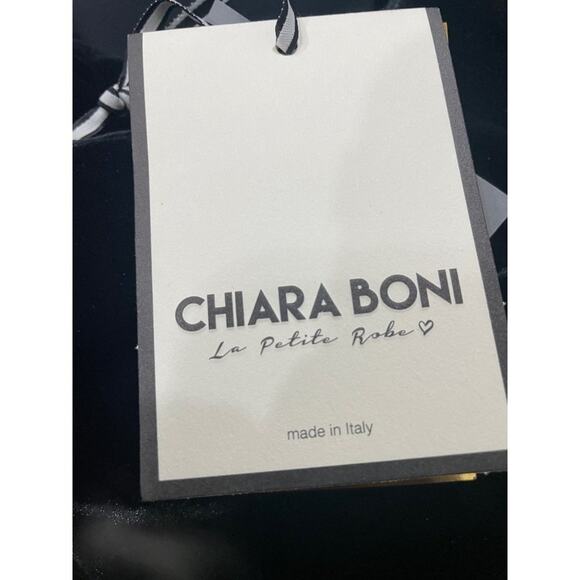 CHIARA BONI
La Petite Robe♡
made in Italy